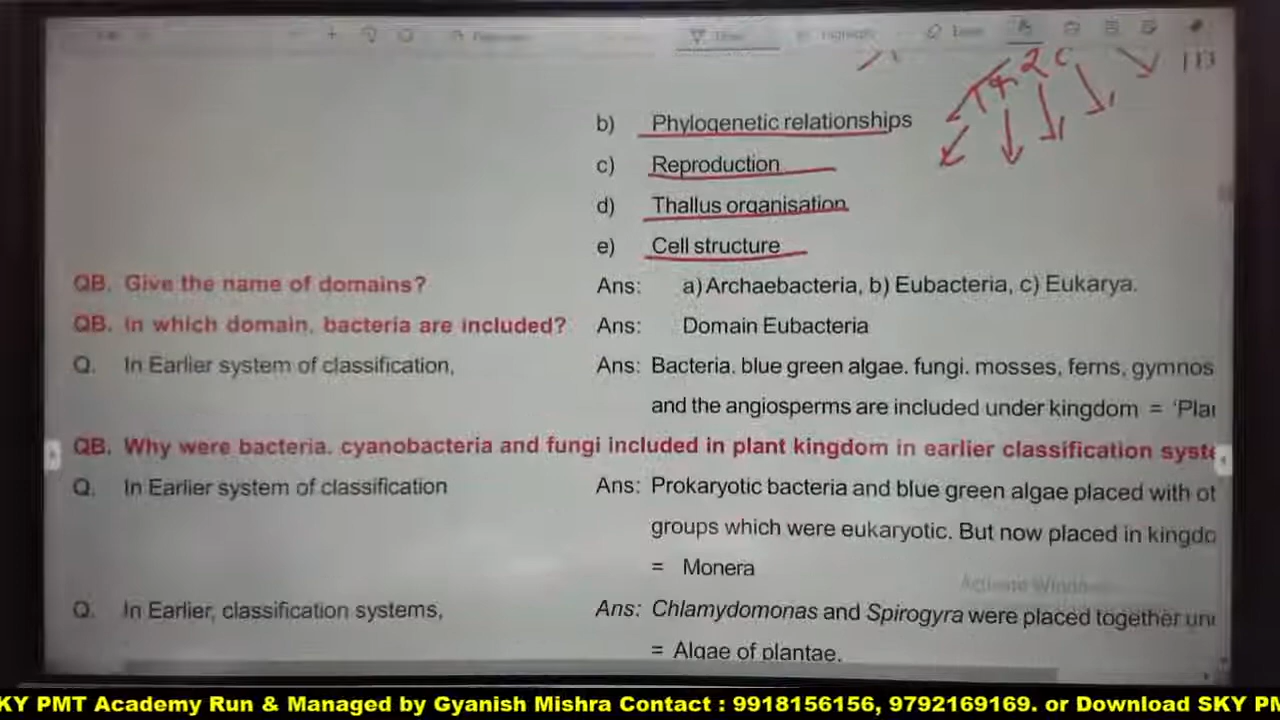 113
b) Phylogenetic relationships
c) Reproduction
d) Thallus organisation
e) Cell structure
QB. Give the name of domains? Ans: a) Archaebacteria, b) Eubacteria, c) Eukarya.
QB. In which domain, bacteria are included? Ans: Domain Eubacteria
Q. In Earlier system of classification, Ans: Bacteria. blue green algae. fungi. mosses, ferns, gymnos
and the angiosperms are included under kingdom = 'Plan
QB. Why were bacteria. cyanobacteria and fungi included in plant kingdom in earlier classification syste
Q. In Earlier system of classification Ans: Prokaryotic bacteria and blue green algae placed with ot
groups which were eukaryotic. But now placed in kingdo
= Monera
Activate Windows
Q. In Earlier, classification systems, Ans: Chlamydomonas and Spirogyra were placed together und
= Algae of plantae.
KY PMT Academy Run & Managed by Gyanish Mishra Contact : 9918156156, 9792169169. or Download SKY PM